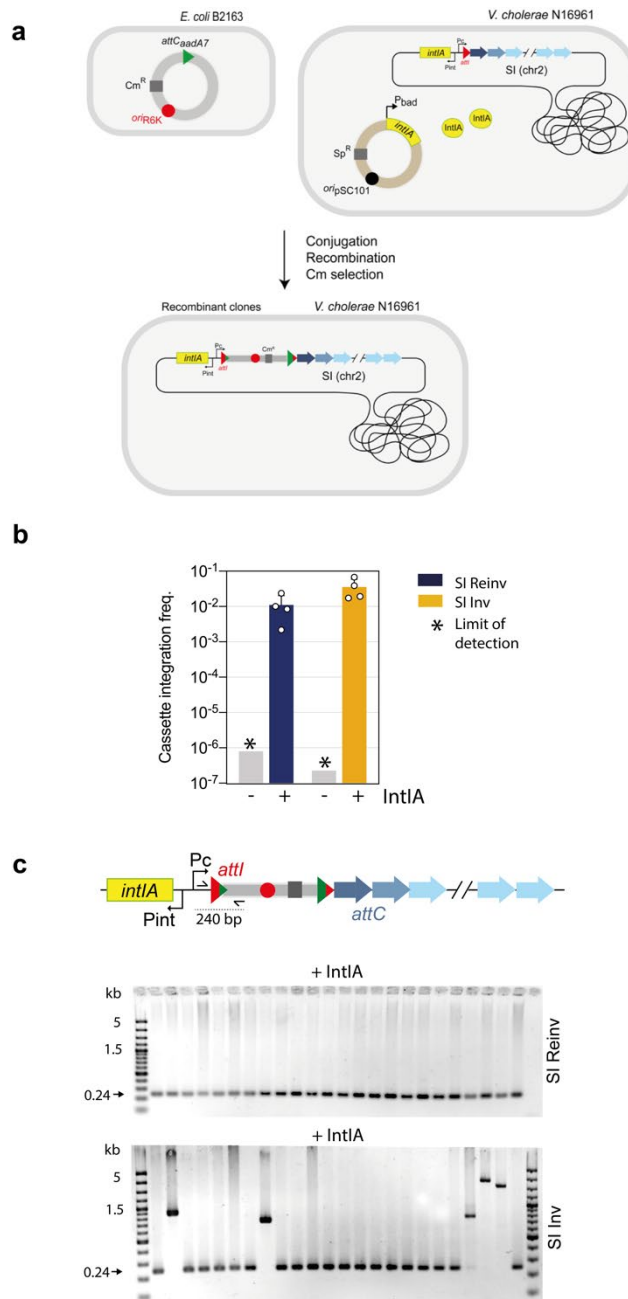 a
E. coli B2163
attCaadA7
CmR
oriR6K
V. cholerae N16961
intIA
Pc
Pint
attI
SI (chr2)
Pbad
intIA
IntIA
IntIA
SpR
oripSC101
Conjugation
Recombination
Cm selection
Recombinant clones
V. cholerae N16961
intIA
Pc
Pint
attI
CmR
SI (chr2)
b
Cassette integration freq.
10-1
10-2
10-3
10-4
10-5
10-6
10-7
*
*
- + - + IntIA
SI Reinv
SI Inv
* Limit of
detection
c
intIA
Pc
Pint
attI
240 bp
attC
+ IntIA
kb
5
1.5
0.24
SI Reinv
+ IntIA
kb
5
1.5
0.24
SI Inv